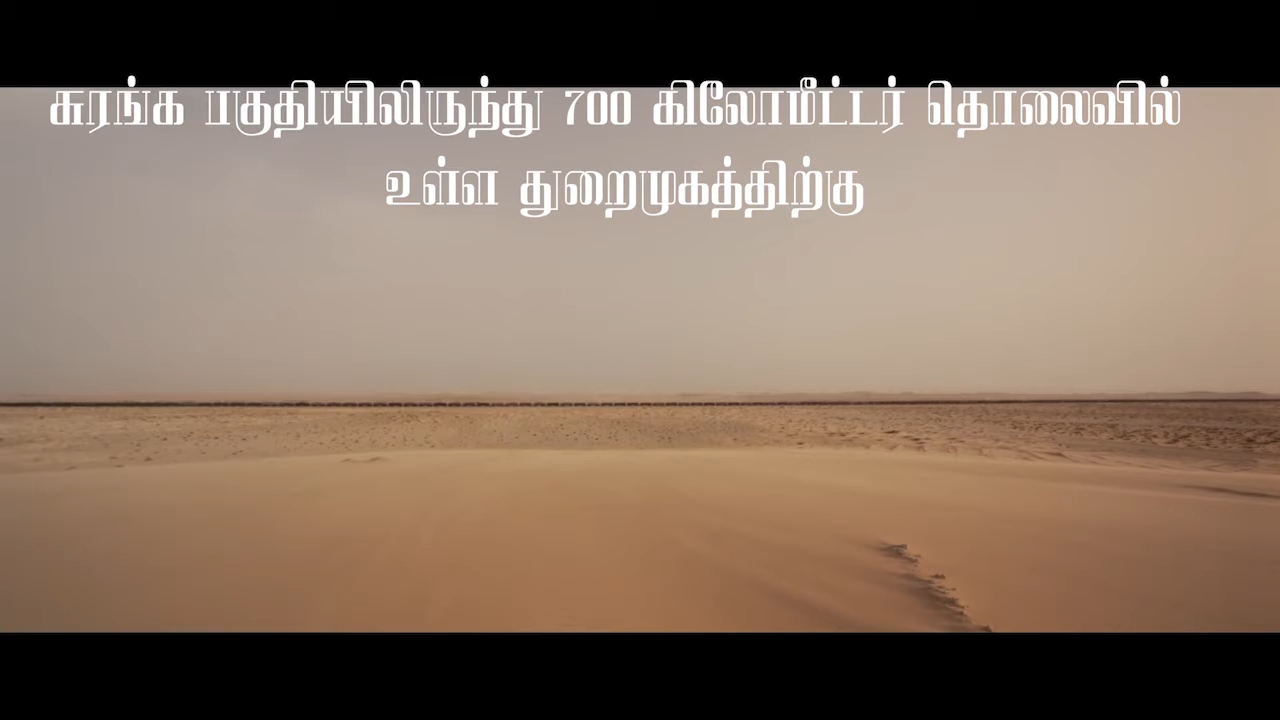 சுரங்க பகுதியிலிருந்து 700 கிலோமீட்டர் தொலைவில்
உள்ள துறைமுகத்திற்கு